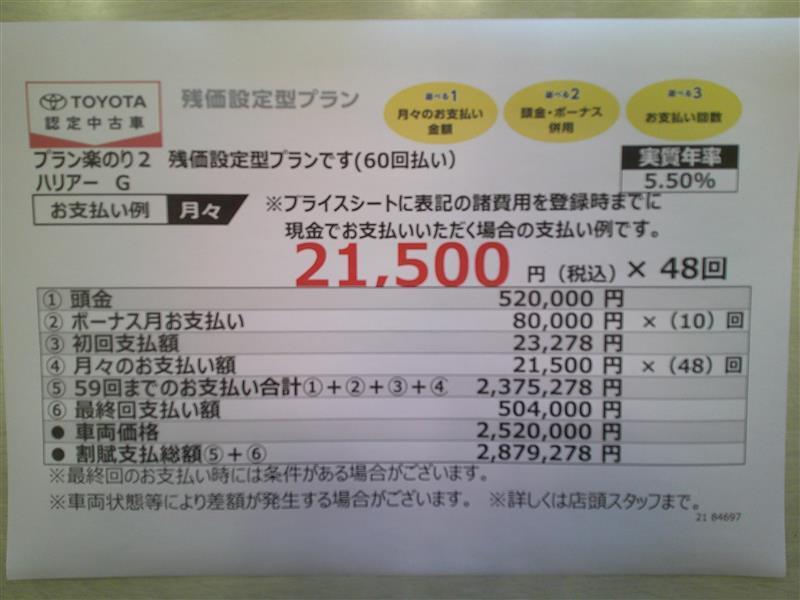 TOYOTA
認定中古車
残価設定型プラン
選べる1
月々のお支払い
金額
選べる2
頭金・ボーナス
併用
選べる3
お支払い回数
プラン楽のり2 残価設定型プランです(60回払い)
ハリアー G
実質年率
5.50%
お支払い例 月々
※プライスシートに表記の諸費用を登録時までに
現金でお支払いいただく場合の支払い例です。
21,500 円(税込)× 48回
① 頭金 520,000 円
② ボーナス月お支払い 80,000 円 ×(10)回
③ 初回支払額 23,278 円
④ 月々のお支払い額 21,500 円 ×(48)回
⑤ 59回までのお支払い合計①+②+③+④ 2,375,278 円
⑥ 最終回支払い額 504,000 円
● 車両価格 2,520,000 円
● 割賦支払総額⑤+⑥ 2,879,278 円
※最終回のお支払い時には条件がある場合がございます。
※車両状態等により差額が発生する場合がございます。 ※詳しくは店頭スタッフまで。
21 84697